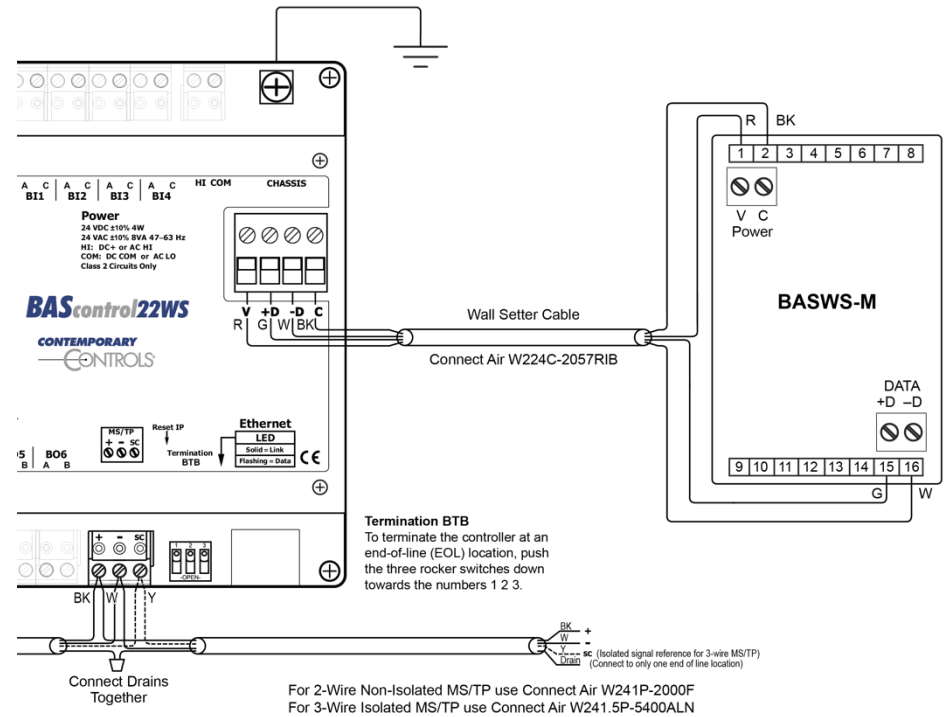 R BK
1 2 3 4 5 6 7 8
V C
Power
BASWS-M
DATA
+D –D
9 10 11 12 13 14 15 16
G W
A C A C A C A C HI COM CHASSIS
BI1 BI2 BI3 BI4
Power
24 VDC ±10% 4W
24 VAC ±10% 8VA 47–63 Hz
HI: DC+ or AC HI
COM: DC COM or AC LO
Class 2 Circuits Only
BAScontrol22WS
CONTEMPORARY
CONTROLS®
V +D -D C
R G W BK
Wall Setter Cable
Connect Air W224C-2057RIB
MS/TP
+ – SC
Reset IP
Termination
BTB
Ethernet
LED
Solid = Link
Flashing = Data
CE
05 BO6
B A B
+ – SC
1 2 3
-OPEN-
BK W Y
Termination BTB
To terminate the controller at an
end-of-line (EOL) location, push
the three rocker switches down
towards the numbers 1 2 3.
Connect Drains
Together
BK +
W –
Y SC (Isolated signal reference for 3-wire MS/TP)
Drain (Connect to only one end of line location)
For 2-Wire Non-Isolated MS/TP use Connect Air W241P-2000F
For 3-Wire Isolated MS/TP use Connect Air W241.5P-5400ALN